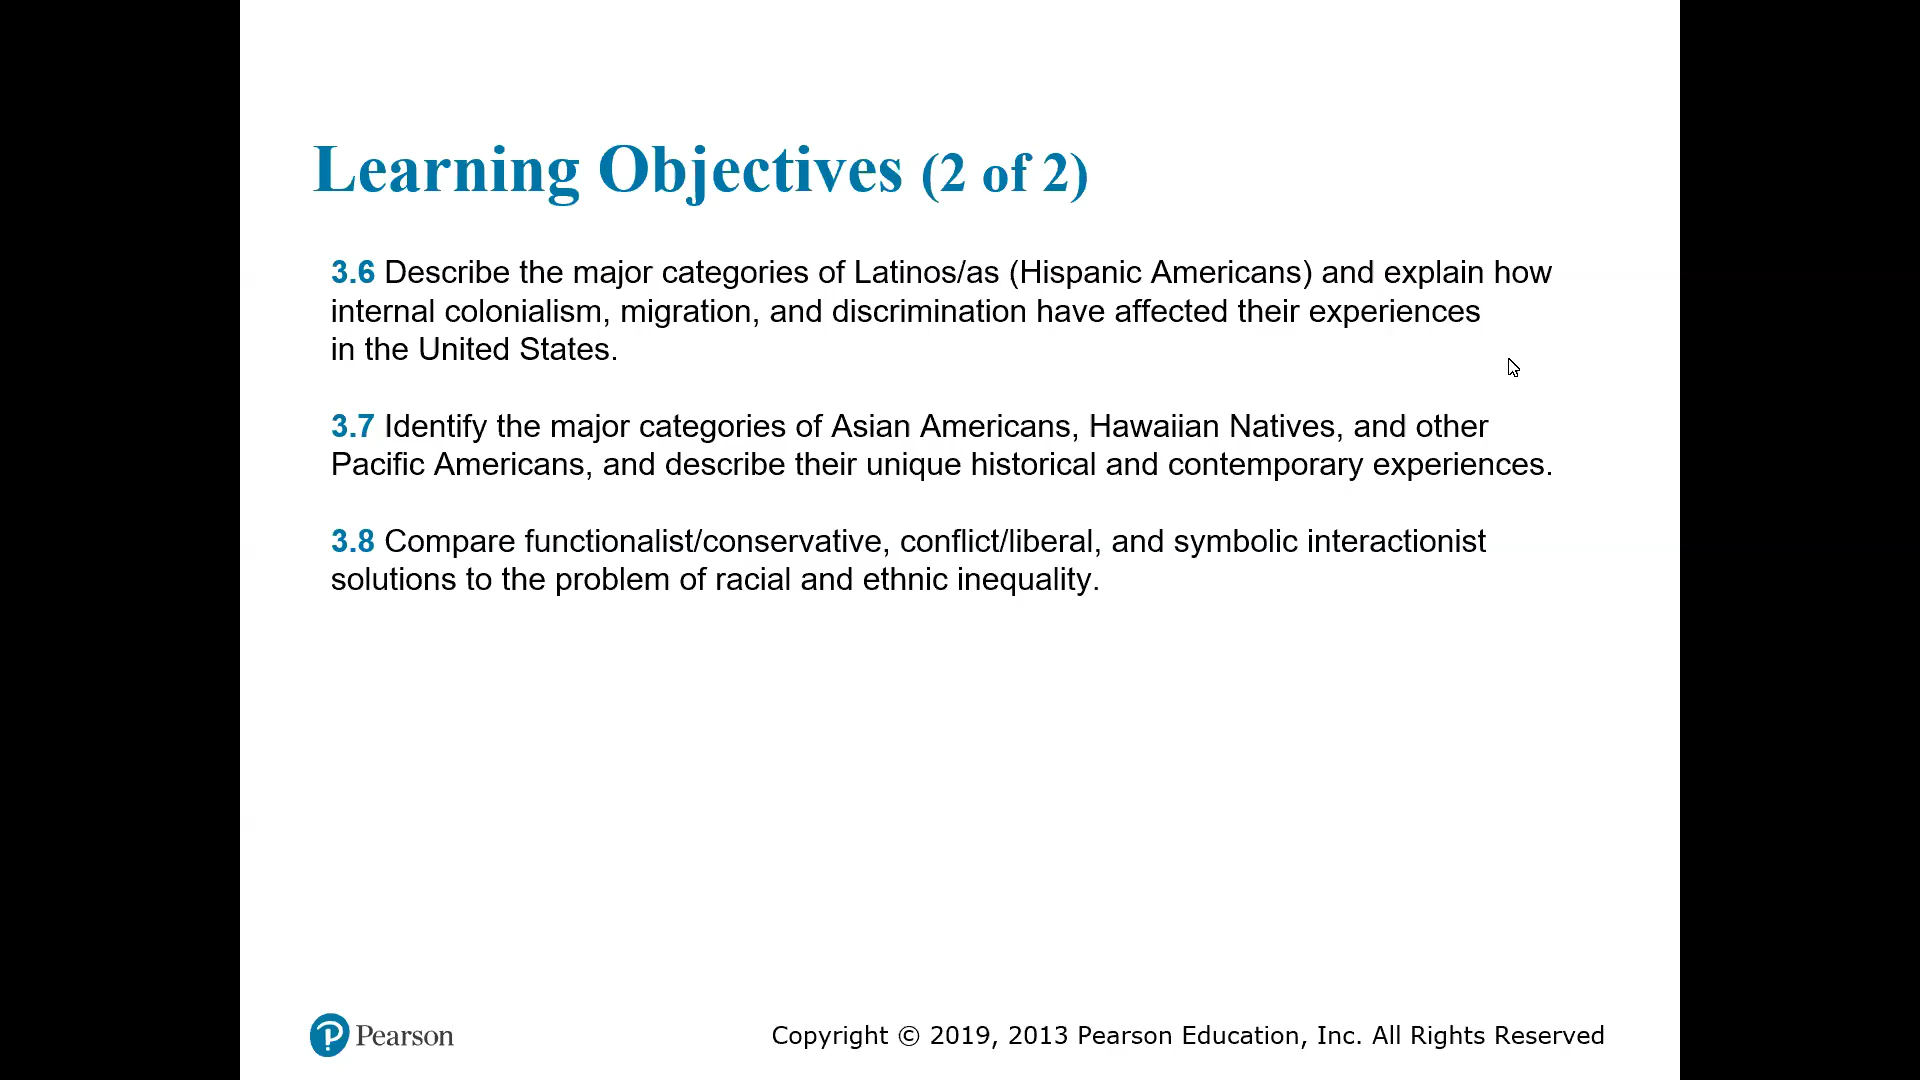 Learning Objectives (2 of 2)
3.6 Describe the major categories of Latinos/as (Hispanic Americans) and explain how
internal colonialism, migration, and discrimination have affected their experiences
in the United States.
3.7 Identify the major categories of Asian Americans, Hawaiian Natives, and other
Pacific Americans, and describe their unique historical and contemporary experiences.
3.8 Compare functionalist/conservative, conflict/liberal, and symbolic interactionist
solutions to the problem of racial and ethnic inequality.
Pearson
Copyright © 2019, 2013 Pearson Education, Inc. All Rights Reserved